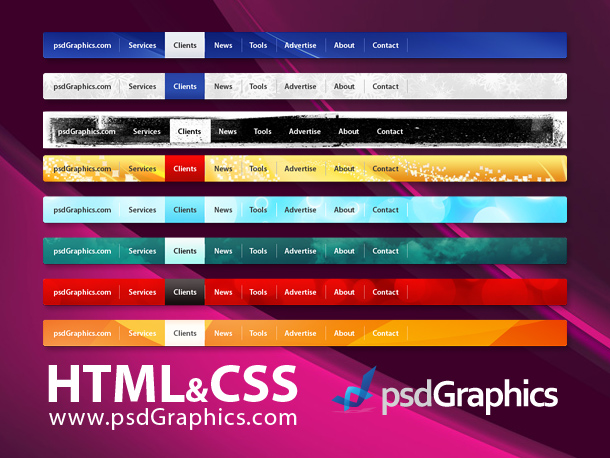 psdGraphics.com Services Clients News Tools Advertise About Contact
psdGraphics.com Services Clients News Tools Advertise About Contact
psdGraphics.com Services Clients News Tools Advertise About Contact
psdGraphics.com Services Clients News Tools Advertise About Contact
psdGraphics.com Services Clients News Tools Advertise About Contact
psdGraphics.com Services Clients News Tools Advertise About Contact
psdGraphics.com Services Clients News Tools Advertise About Contact
psdGraphics.com Services Clients News Tools Advertise About Contact
HTML&CSS
www.psdGraphics.com
psdGraphics